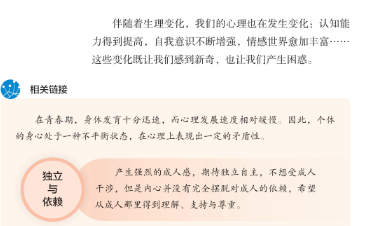 伴随着生理变化，我们的心理也在发生变化：认知能
力得到提高，自我意识不断增强，情感世界愈加丰富……
这些变化既让我们感到新奇，也让我们产生困惑。
相关链接
在青春期，身体发育十分迅速，而心理发展速度相对缓慢。因此，个体
的身心处于一种不平衡状态，在心理上表现出一定的矛盾性。
独立
与
依赖
产生强烈的成人感，期待独立自主，不想受成人
干涉，但是内心并没有完全摆脱对成人的依赖，希望
从成人那里得到理解、支持与尊重。